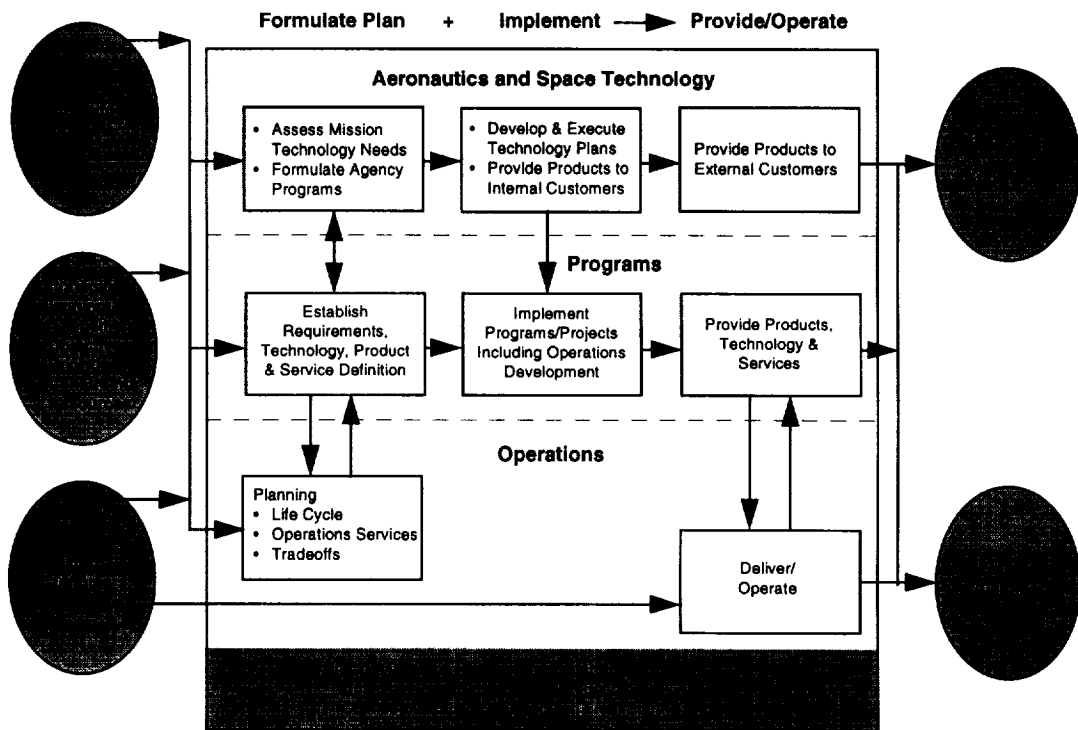 Formulate Plan + Implement Provide/Operate
Aeronautics and Space Technology
• Assess Mission
Technology Needs
• Formulate Agency
Programs
• Develop & Execute
Technology Plans
• Provide Products to
Internal Customers
Provide Products to
External Customers
Programs
Establish
Requirements,
Technology, Product
& Service Definition
Implement
Programs/Projects
Including Operations
Development
Provide Products,
Technology &
Services
Operations
Planning
• Life Cycle
• Operations Services
• Tradeoffs
Deliver/
Operate